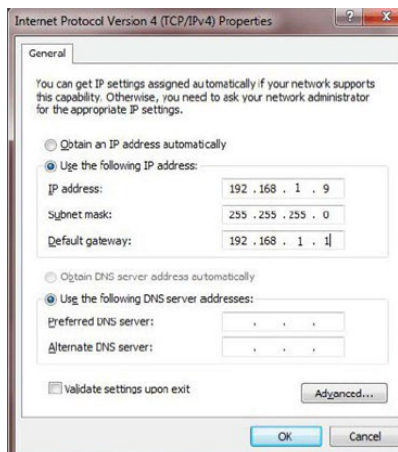 Internet Protocol Version 4 (TCP/IPv4) Properties
General
You can get IP settings assigned automatically if your network supports
this capability. Otherwise, you need to ask your network administrator
for the appropriate IP settings.
Obtain an IP address automatically
Use the following IP address:
IP address: 192 . 168 . 1 . 9
Subnet mask: 255 . 255 . 255 . 0
Default gateway: 192 . 168 . 1 . 1
Obtain DNS server address automatically
Use the following DNS server addresses:
Preferred DNS server: . . .
Alternate DNS server: . . .
Validate settings upon exit
Advanced...
OK Cancel